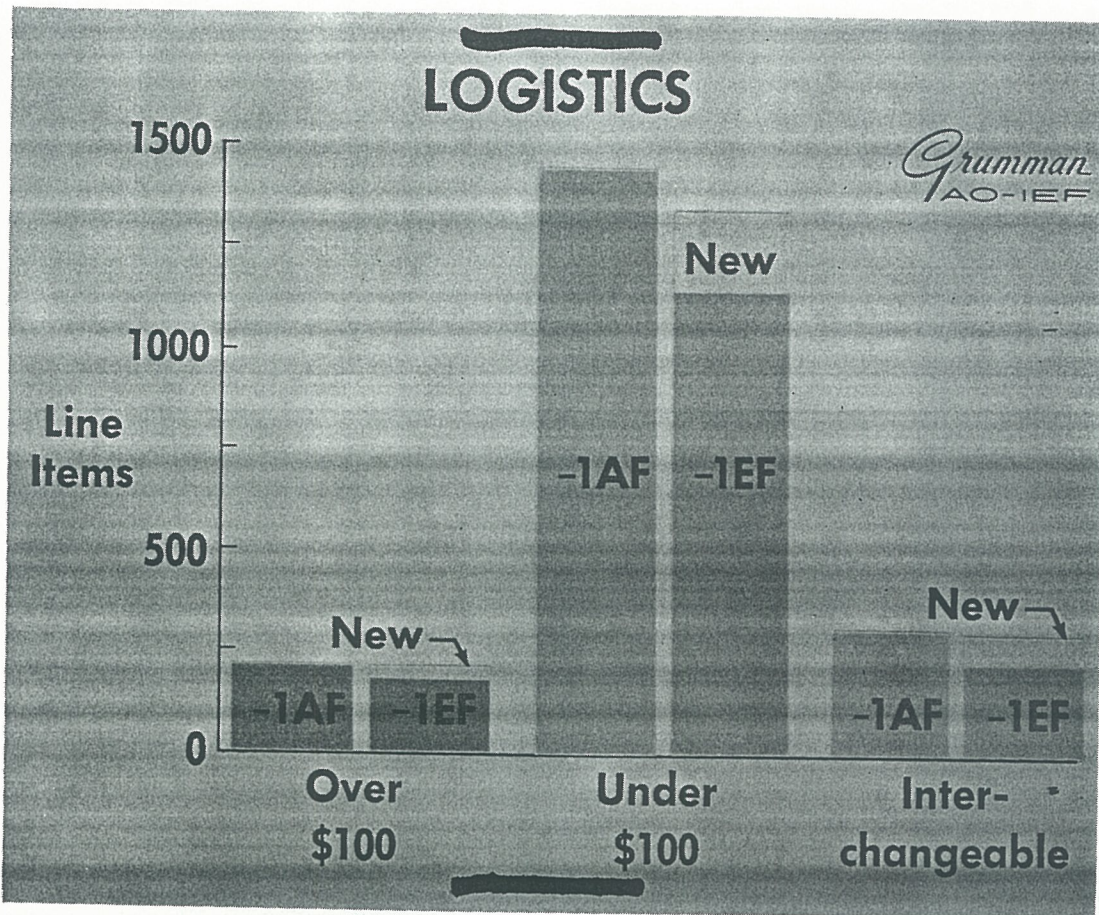 LOGISTICS
Grumman
AO-1EF
1500
1000
500
0
Line
Items
New
-1AF -1EF
New
-1AF -1EF
New
-1AF -1EF
Over
$100
Under
$100
Inter-
changeable